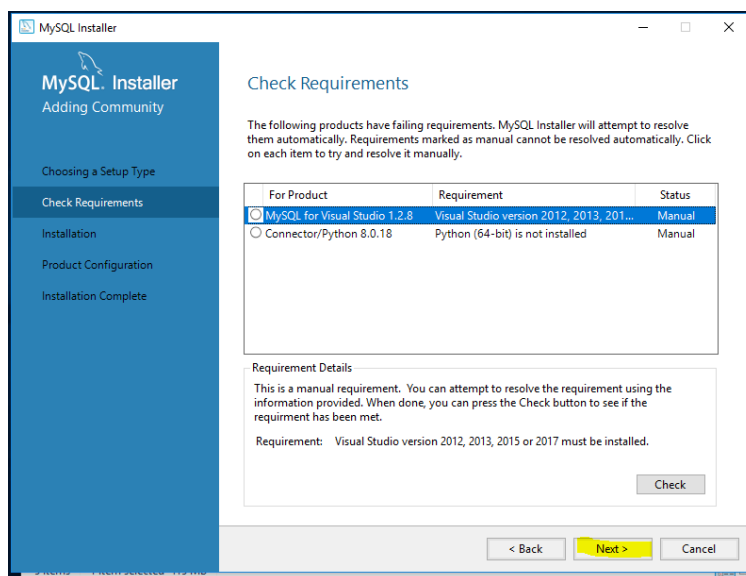 MySQL Installer
MySQL. Installer
Adding Community
Choosing a Setup Type
Check Requirements
Installation
Product Configuration
Installation Complete
Check Requirements
The following products have failing requirements. MySQL Installer will attempt to resolve
them automatically. Requirements marked as manual cannot be resolved automatically. Click
on each item to try and resolve it manually.
For Product Requirement Status
MySQL for Visual Studio 1.2.8 Visual Studio version 2012, 2013, 201... Manual
Connector/Python 8.0.18 Python (64-bit) is not installed Manual
Requirement Details
This is a manual requirement. You can attempt to resolve the requirement using the
information provided. When done, you can press the Check button to see if the
requirment has been met.
Requirement: Visual Studio version 2012, 2013, 2015 or 2017 must be installed.
Check
< Back Next > Cancel